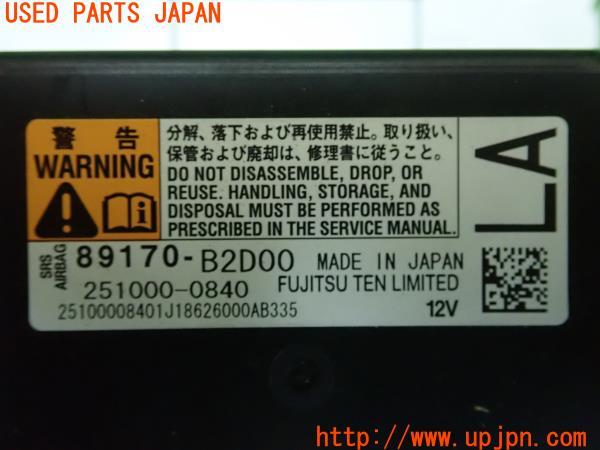 USED PARTS JAPAN
警 告
WARNING
分解、落下および再使用禁止。取り扱い、
保管および廃却は、修理書に従うこと。
DO NOT DISASSEMBLE, DROP, OR
REUSE. HANDLING, STORAGE, AND
DISPOSAL MUST BE PERFORMED AS
PRESCRIBED IN THE SERVICE MANUAL.
LA
SRS
AIRBAG
89170-B2D00 MADE IN JAPAN
251000-0840 FUJITSU TEN LIMITED
25100008401J18626000AB335 12V
Used Parts Japan
http://www.upjpn.com/